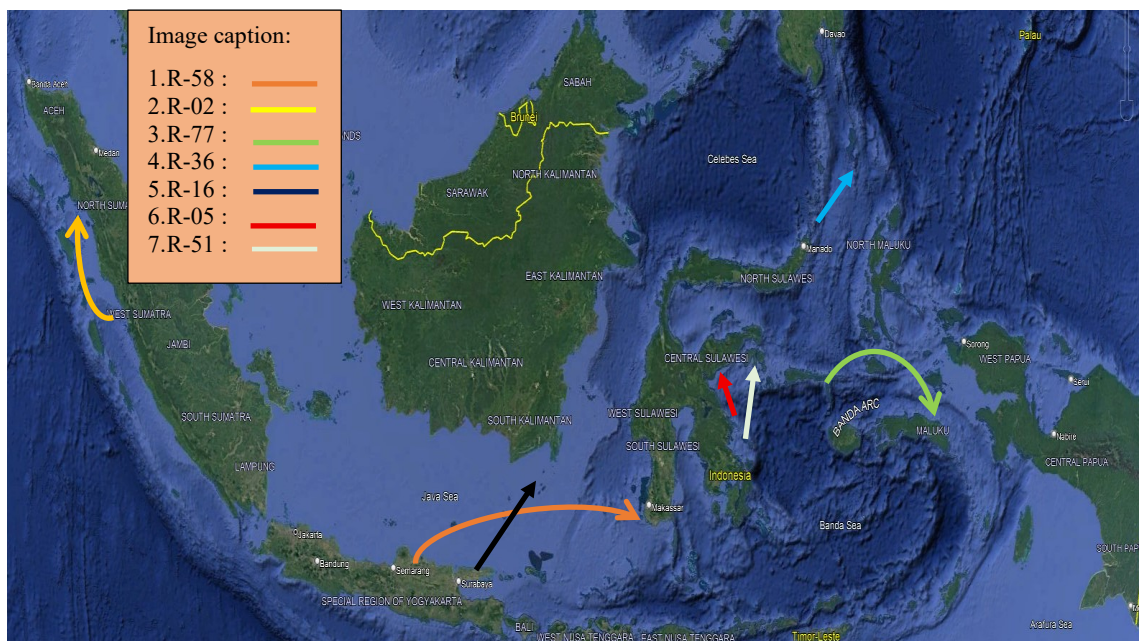 Image caption:
1.R-58 :
2.R-02 :
3.R-77 :
4.R-36 :
5.R-16 :
6.R-05 :
7.R-51 :
Davao
Palau
Banda Aceh
ACEH
Medan
NORTH SUMA
NDS
SABAH
Brunei
Celebes Sea
NORTH KALIMANTAN
SARAWAK
Manado
NORTH MALUKU
EAST KALIMANTAN
NORTH SULAWESI
WEST KALIMANTAN
WEST SUMATRA
JAMBI
CENTRAL KALIMANTAN
CENTRAL SULAWESI
Sorong
WEST PAPUA
Serui
SOUTH SUMATRA
SOUTH KALIMANTAN
WEST SULAWESI
BANDA ARC
MALUKU
SOUTH SULAWESI
Nabire
CENTRAL PAPUA
LAMPUNG
Indonesia
Java Sea
Makassar
Banda Sea
Jakarta
Bandung
Semarang
Surabaya
SOUTH PAP
SPECIAL REGION OF YOGYAKARTA
BALI
WEST NUSA TENGGARA
EAST NUSA TENGGARA
Timor-Leste
Arafura Sea